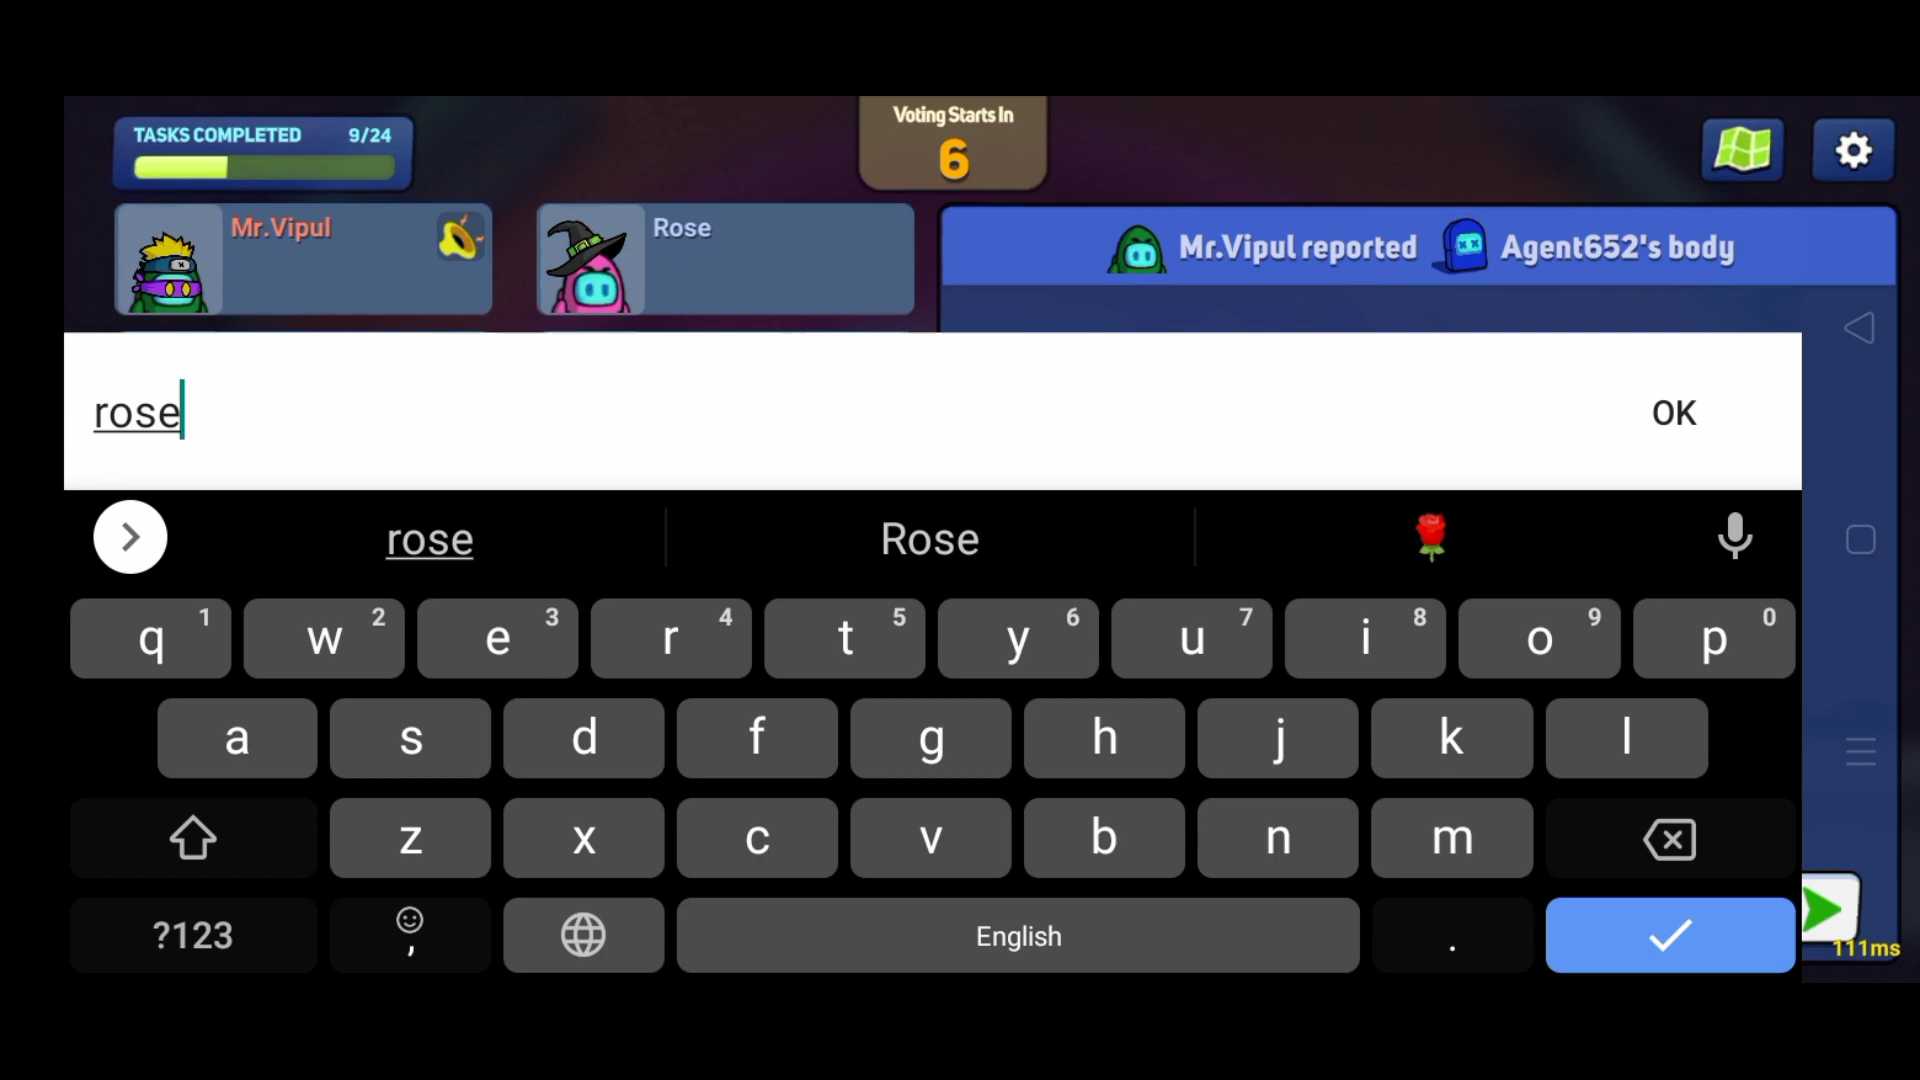 TASKS COMPLETED 9/24
Voting Starts In
6
Mr.Vipul
Rose
Mr.Vipul reported Agent652's body
rose
OK
rose Rose
q 1 w 2 e 3 r 4 t 5 y 6 u 7 i 8 o 9 p 0
a s d f g h j k l
z x c v b n m
?123 , English .
111ms